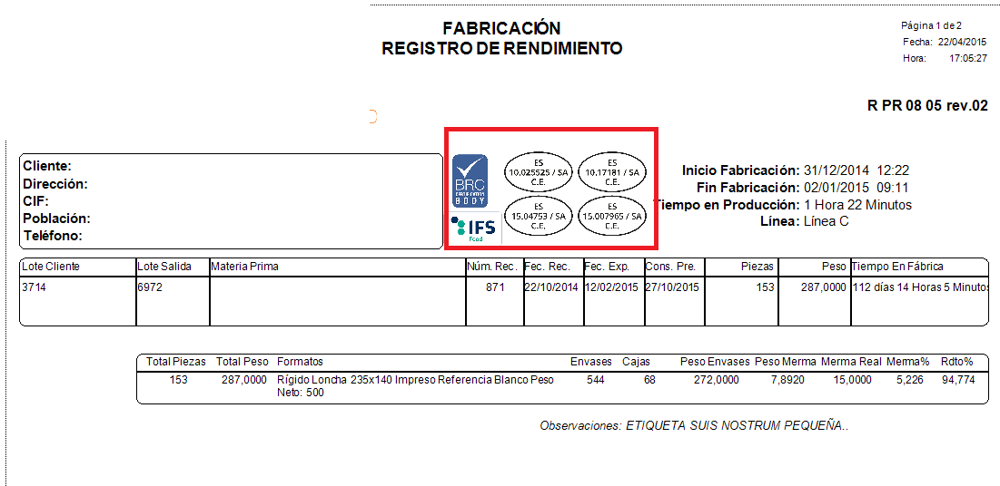 FABRICACIÓN
REGISTRO DE RENDIMIENTO
Página 1 de 2
Fecha: 22/04/2015
Hora: 17:05:27
R PR 08 05 rev.02
Cliente:
Dirección:
CIF:
Población:
Teléfono:
BRC
CERTIFICATION
BODY
IFS
Food
ES
10.025525 / SA
C.E.
ES
10.17181 / SA
C.E.
ES
15.04753 / SA
C.E.
ES
15.007965 / SA
C.E.
Inicio Fabricación: 31/12/2014 12:22
Fin Fabricación: 02/01/2015 09:11
Tiempo en Producción: 1 Hora 22 Minutos
Línea: Línea C
Lote Cliente Lote Salida Materia Prima Núm. Rec. Fec. Rec. Fec. Exp. Cons. Pre. Piezas Peso Tiempo En Fábrica
3714 6972 871 22/10/2014 12/02/2015 27/10/2015 153 287,0000 112 días 14 Horas 5 Minutos
Total Piezas Total Peso Formatos Envases Cajas Peso Envases Peso Merma Merma Real Merma% Rdto%
153 287,0000 Rígido Loncha 235x140 Impreso Referencia Blanco Peso 544 68 272,0000 7,8920 15,0000 5,226 94,774
Neto: 500
Observaciones: ETIQUETA SUIS NOSTRUM PEQUEÑA..